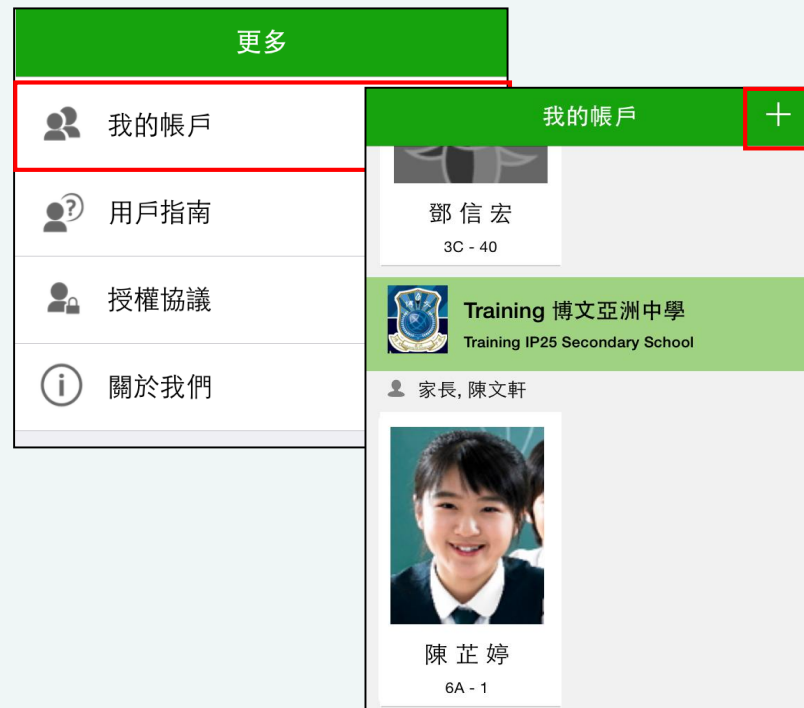 更多
我的帳戶
用戶指南
授權協議
關於我們
我的帳戶
鄧信宏
3C - 40
Training 博文亞洲中學
Training IP25 Secondary School
家長, 陳文軒
陳芷婷
6A - 1